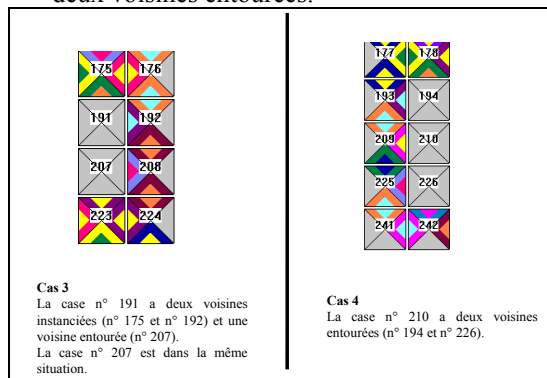 deux voisines entourées.
175 176
191 192
207 208
223 224
Cas 3
La case n° 191 a deux voisines
instanciées (n° 175 et n° 192) et une
voisine entourée (n° 207).
La case n° 207 est dans la même
situation.
177 178
193 194
209 210
225 226
241 242
Cas 4
La case n° 210 a deux voisines
entourées (n° 194 et n° 226).